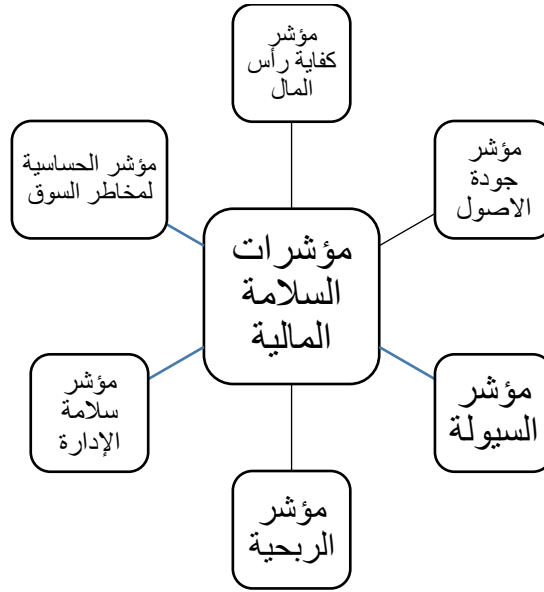 مؤشر
كفاية رأس
المال
مؤشر
جودة
الاصول
مؤشر الحساسية
لمخاطر السوق
مؤشرات
السلامة
المالية
مؤشر
السيولة
مؤشر
سلامة
الإدارة
مؤشر
الربحية